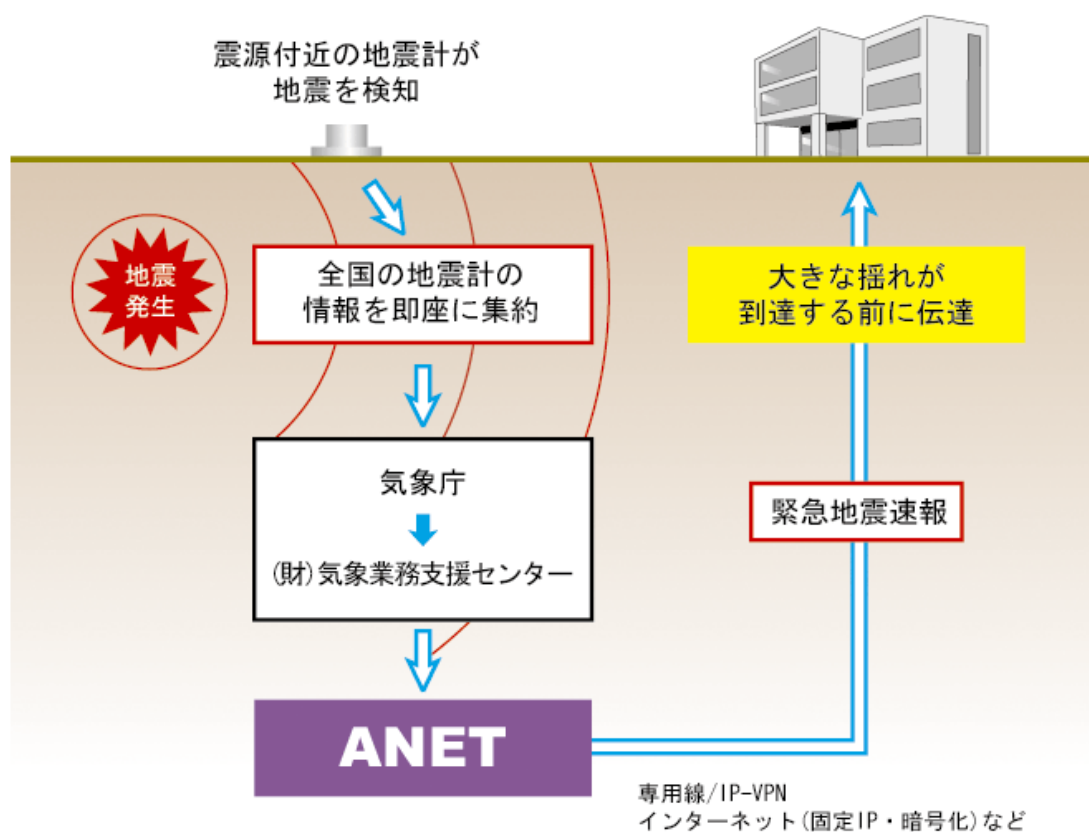 震源付近の地震計が
地震を検知
地震
発生
全国の地震計の
情報を即座に集約
大きな揺れが
到達する前に伝達
気象庁
(財)気象業務支援センター
緊急地震速報
ANET
専用線/IP-VPN
インターネット(固定IP・暗号化)など